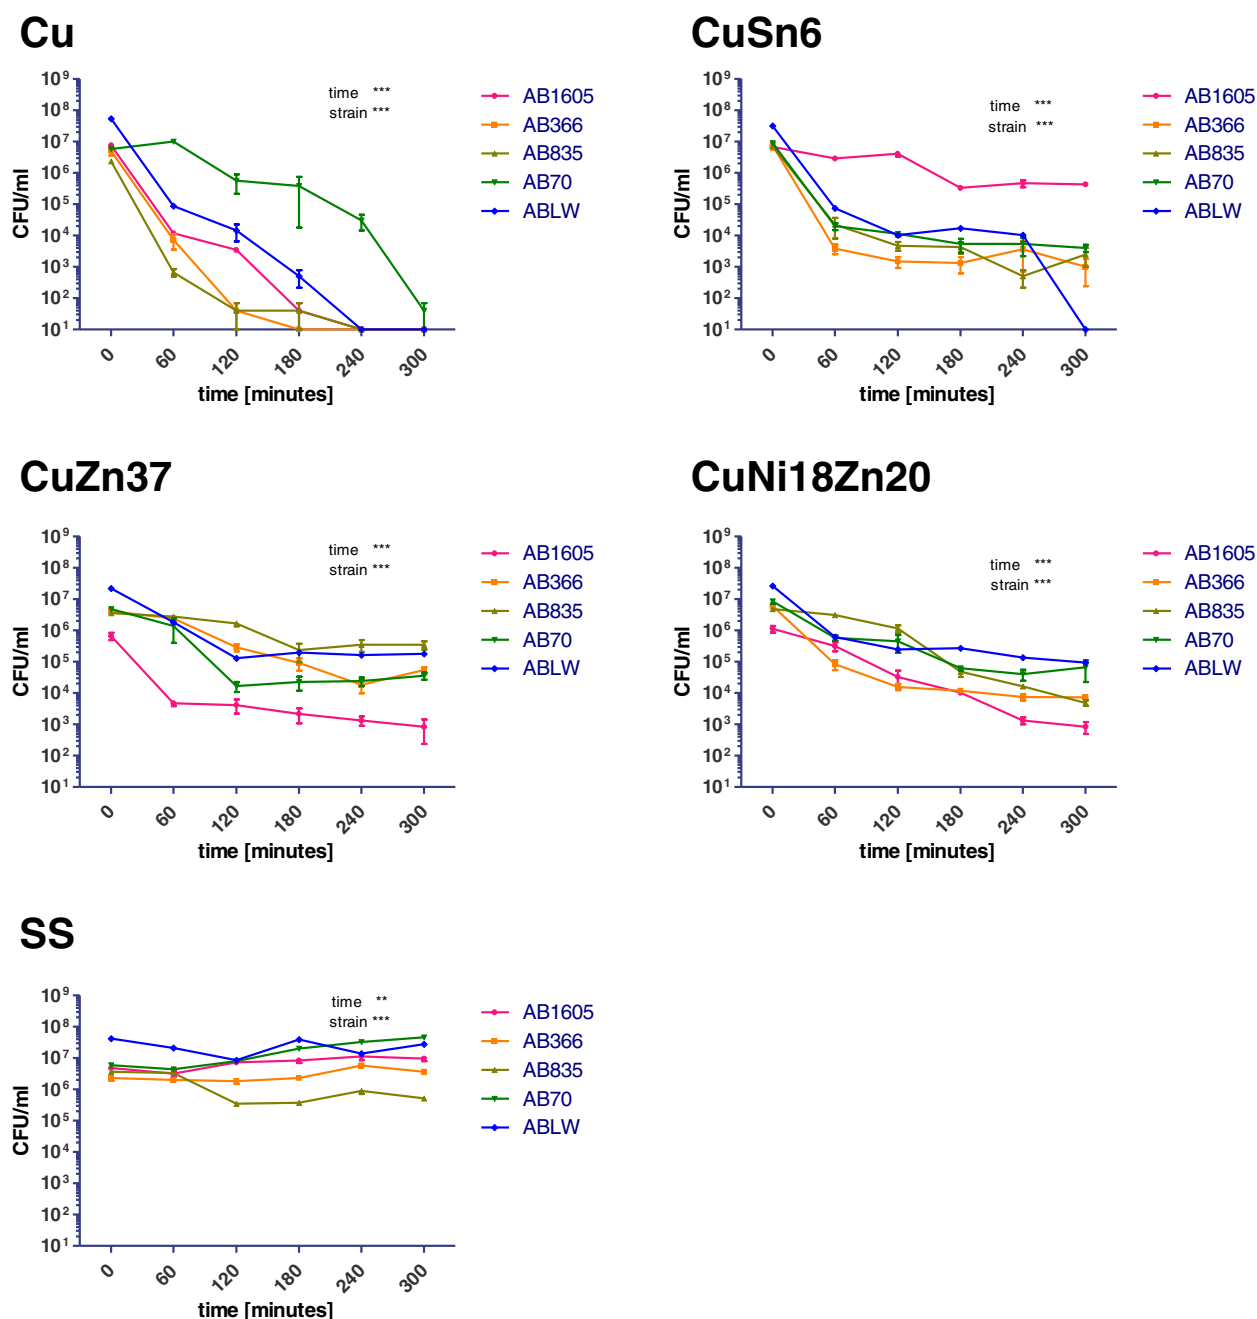 Cu
10⁹
10⁸
10⁷
10⁶
10⁵
10⁴
10³
10²
10¹
CFU/ml
time ***
strain ***
AB1605
AB366
AB835
AB70
ABLW
0 60 120 180 240 300
time [minutes]
CuSn6
10⁹
10⁸
10⁷
10⁶
10⁵
10⁴
10³
10²
10¹
CFU/ml
time ***
strain ***
AB1605
AB366
AB835
AB70
ABLW
0 60 120 180 240 300
time [minutes]
CuZn37
10⁹
10⁸
10⁷
10⁶
10⁵
10⁴
10³
10²
10¹
CFU/ml
time ***
strain ***
AB1605
AB366
AB835
AB70
ABLW
0 60 120 180 240 300
time [minutes]
CuNi18Zn20
10⁹
10⁸
10⁷
10⁶
10⁵
10⁴
10³
10²
10¹
CFU/ml
time ***
strain ***
AB1605
AB366
AB835
AB70
ABLW
0 60 120 180 240 300
time [minutes]
SS
10⁹
10⁸
10⁷
10⁶
10⁵
10⁴
10³
10²
10¹
CFU/ml
time **
strain ***
AB1605
AB366
AB835
AB70
ABLW
0 60 120 180 240 300
time [minutes]